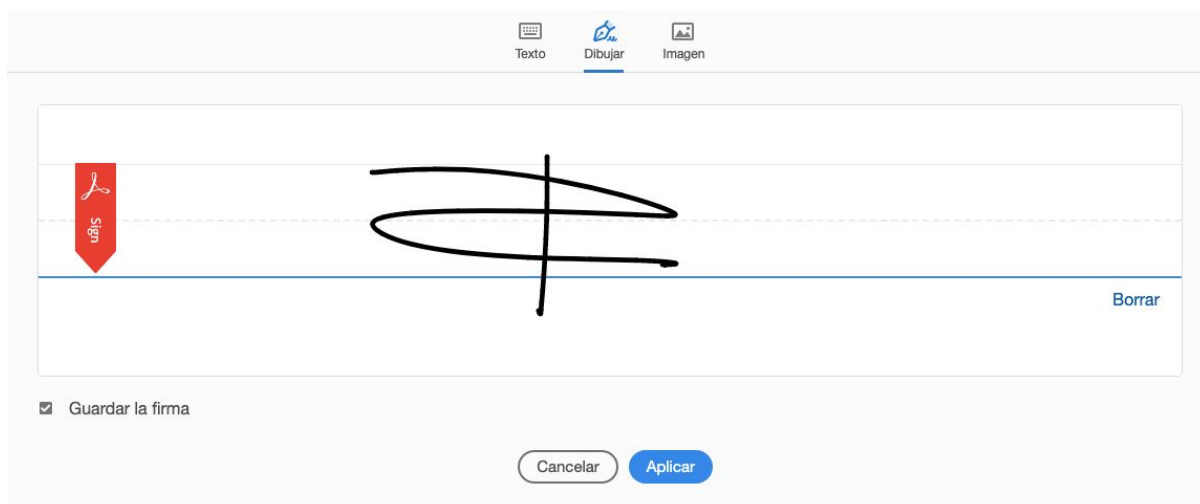 Texto Dibujar Imagen
Sign
Borrar
Guardar la firma
Cancelar Aplicar